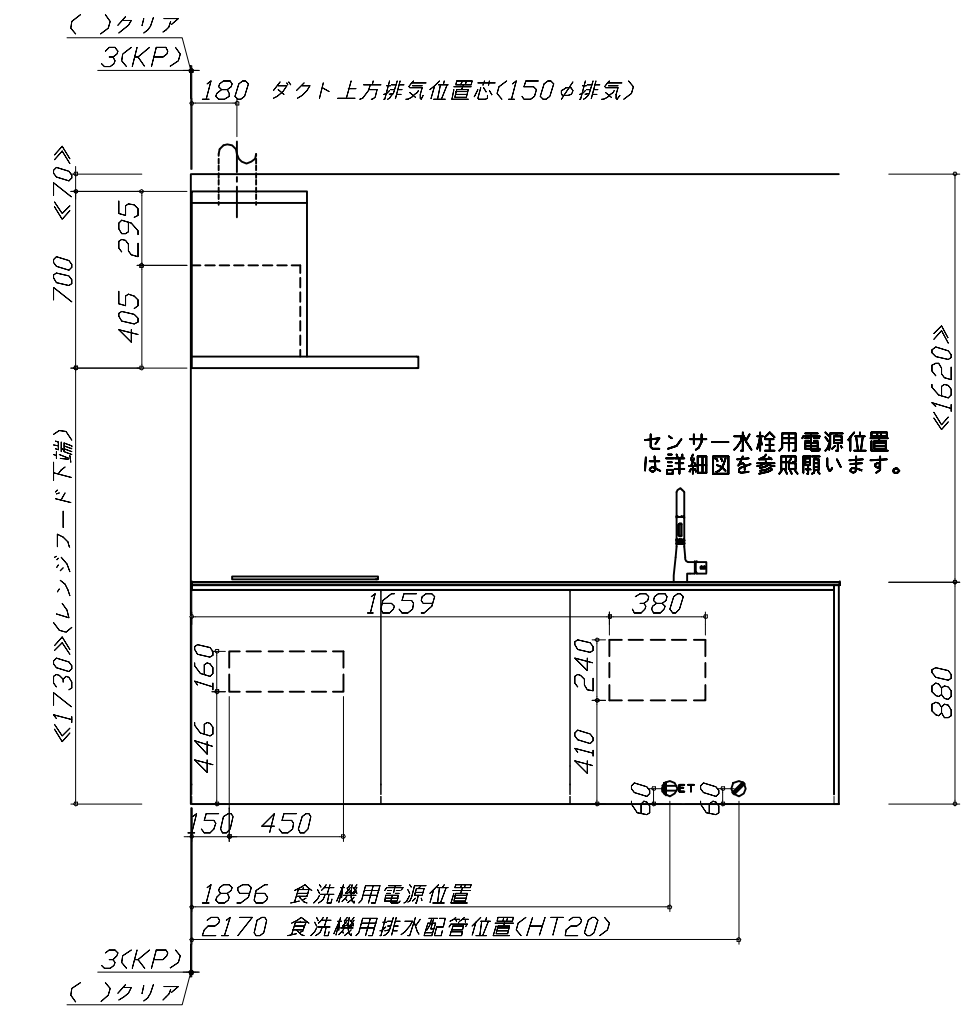 ( )クリア
3(KP)
180 ダクト上方排気位置芯(150φ排気)
≪70≫
295
700
405
≪1620≫
センサー水栓用電源位置
は詳細図を参照願います。
≪1730≫(レンジフード下端)
1659
380
160
240
446
410
880
60
ET
60
150
450
1896 食洗機用電源位置
2170 食洗機用排水配管位置(HT20)
3(KP)
( )クリア